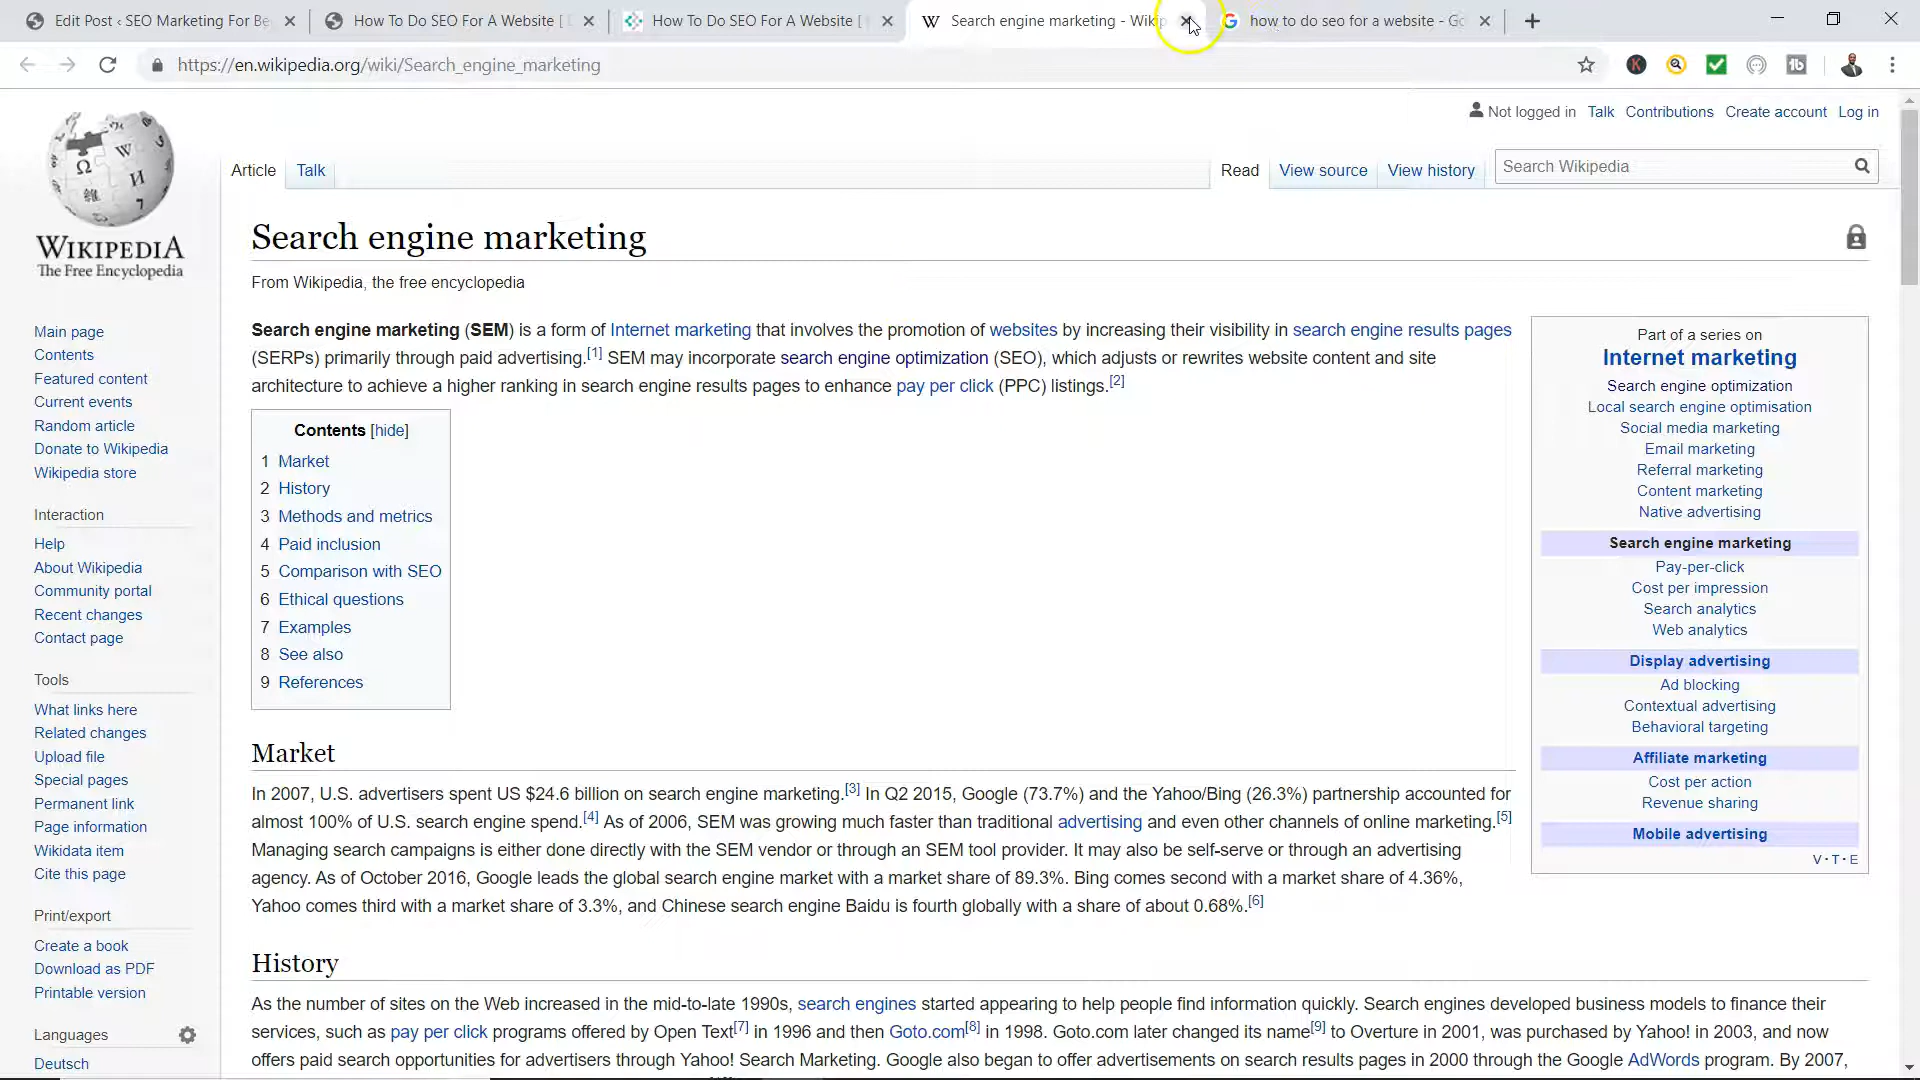 Edit Post ‹ SEO Marketing For Be
How To Do SEO For A Website [
How To Do SEO For A Website [
W Search engine marketing - Wikip
how to do seo for a website - Go
https://en.wikipedia.org/wiki/Search_engine_marketing
Not logged in Talk Contributions Create account Log in
Article Talk Read View source View history Search Wikipedia
WIKIPEDIA
The Free Encyclopedia
Main page
Contents
Featured content
Current events
Random article
Donate to Wikipedia
Wikipedia store
Interaction
Help
About Wikipedia
Community portal
Recent changes
Contact page
Tools
What links here
Related changes
Upload file
Special pages
Permanent link
Page information
Wikidata item
Cite this page
Print/export
Create a book
Download as PDF
Printable version
Languages
Deutsch
Search engine marketing
From Wikipedia, the free encyclopedia
Search engine marketing (SEM) is a form of Internet marketing that involves the promotion of websites by increasing their visibility in search engine results pages
(SERPs) primarily through paid advertising.[1] SEM may incorporate search engine optimization (SEO), which adjusts or rewrites website content and site
architecture to achieve a higher ranking in search engine results pages to enhance pay per click (PPC) listings.[2]
Contents [hide]
1 Market
2 History
3 Methods and metrics
4 Paid inclusion
5 Comparison with SEO
6 Ethical questions
7 Examples
8 See also
9 References
Part of a series on
Internet marketing
Search engine optimization
Local search engine optimisation
Social media marketing
Email marketing
Referral marketing
Content marketing
Native advertising
Search engine marketing
Pay-per-click
Cost per impression
Search analytics
Web analytics
Display advertising
Ad blocking
Contextual advertising
Behavioral targeting
Affiliate marketing
Cost per action
Revenue sharing
Mobile advertising
V · T · E
Market
In 2007, U.S. advertisers spent US $24.6 billion on search engine marketing.[3] In Q2 2015, Google (73.7%) and the Yahoo/Bing (26.3%) partnership accounted for
almost 100% of U.S. search engine spend.[4] As of 2006, SEM was growing much faster than traditional advertising and even other channels of online marketing.[5]
Managing search campaigns is either done directly with the SEM vendor or through an SEM tool provider. It may also be self-serve or through an advertising
agency. As of October 2016, Google leads the global search engine market with a market share of 89.3%. Bing comes second with a market share of 4.36%,
Yahoo comes third with a market share of 3.3%, and Chinese search engine Baidu is fourth globally with a share of about 0.68%.[6]
History
As the number of sites on the Web increased in the mid-to-late 1990s, search engines started appearing to help people find information quickly. Search engines developed business models to finance their
services, such as pay per click programs offered by Open Text[7] in 1996 and then Goto.com[8] in 1998. Goto.com later changed its name[9] to Overture in 2001, was purchased by Yahoo! in 2003, and now
offers paid search opportunities for advertisers through Yahoo! Search Marketing. Google also began to offer advertisements on search results pages in 2000 through the Google AdWords program. By 2007,